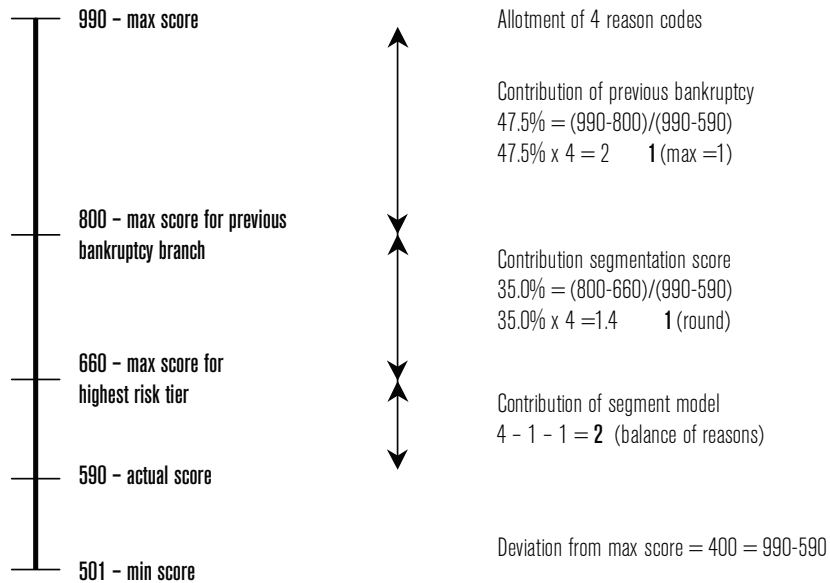 990 – max score
800 – max score for previous
bankruptcy branch
660 – max score for
highest risk tier
590 – actual score
501 – min score
Allotment of 4 reason codes
Contribution of previous bankruptcy
47.5% = (990-800)/(990-590)
47.5% x 4 = 2 1 (max =1)
Contribution segmentation score
35.0% = (800-660)/(990-590)
35.0% x 4 =1.4 1 (round)
Contribution of segment model
4 – 1 – 1 = 2 (balance of reasons)
Deviation from max score = 400 = 990-590